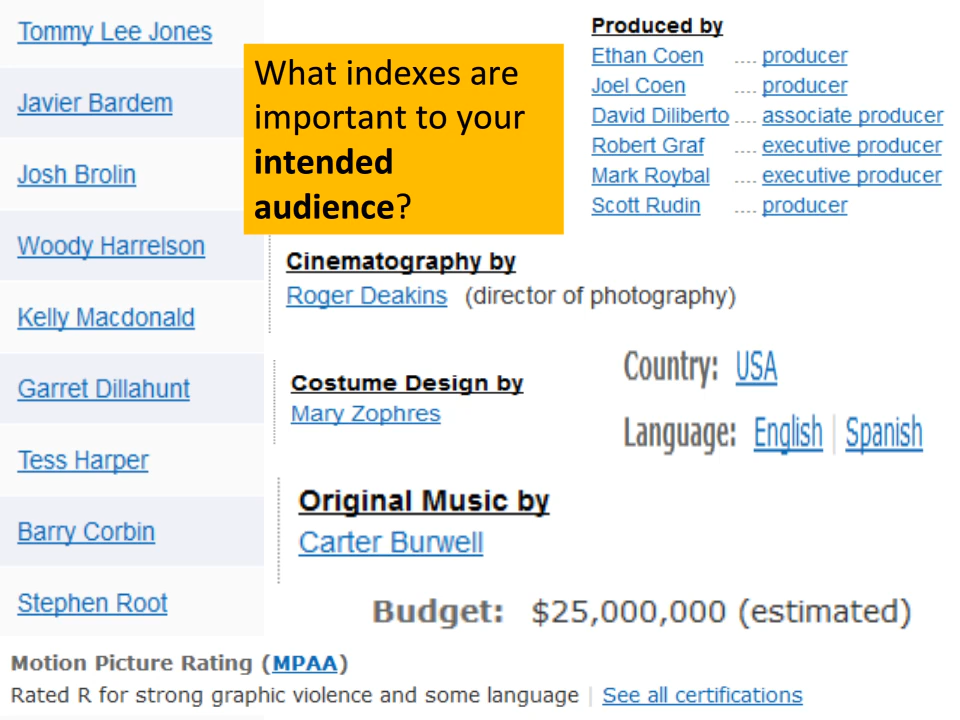 Tommy Lee Jones
Javier Bardem
Josh Brolin
Woody Harrelson
Kelly Macdonald
Garret Dillahunt
Tess Harper
Barry Corbin
Stephen Root
What indexes are
important to your
intended
audience?
Produced by
Ethan Coen .... producer
Joel Coen .... producer
David Diliberto .... associate producer
Robert Graf .... executive producer
Mark Roybal .... executive producer
Scott Rudin .... producer
Cinematography by
Roger Deakins (director of photography)
Costume Design by
Mary Zophres
Country: USA
Language: English | Spanish
Original Music by
Carter Burwell
Budget: $25,000,000 (estimated)
Motion Picture Rating (MPAA)
Rated R for strong graphic violence and some language | See all certifications